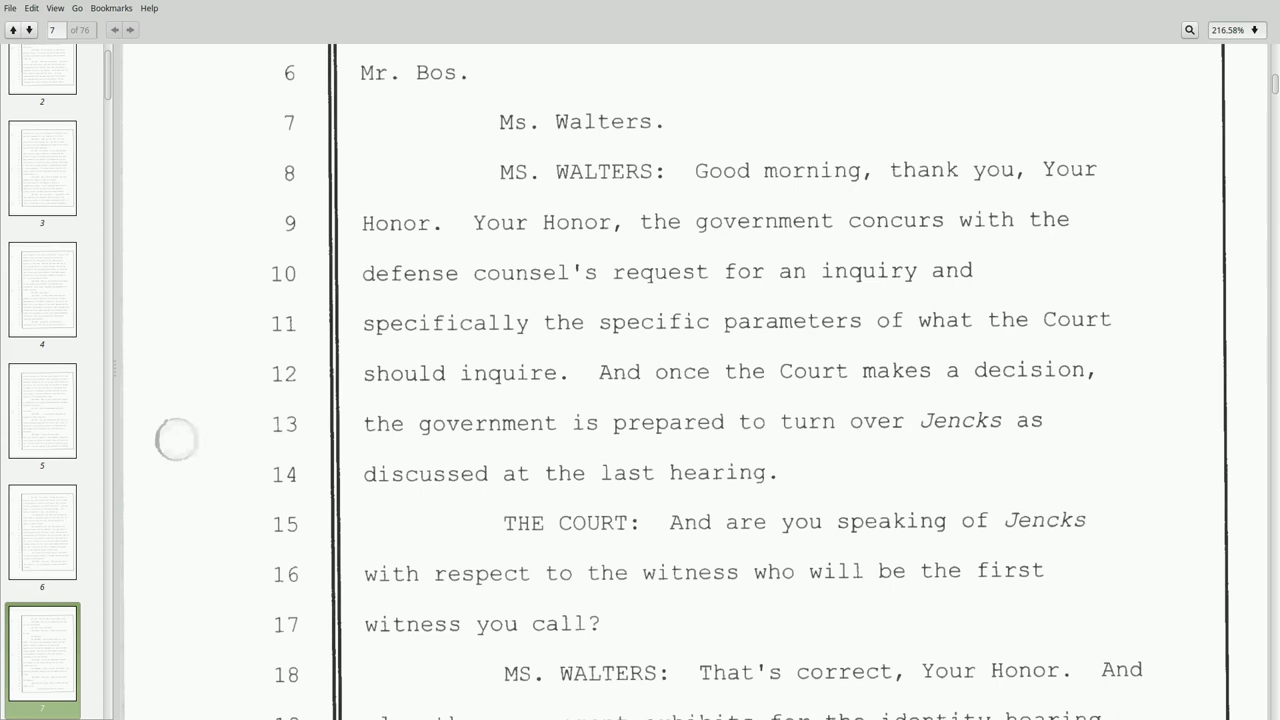 File Edit View Go Bookmarks Help
7 of 76
216.58%
2
3
4
5
6
7
6 Mr. Bos.
7 Ms. Walters.
8 MS. WALTERS: Good morning, thank you, Your
9 Honor. Your Honor, the government concurs with the
10 defense counsel's request for an inquiry and
11 specifically the specific parameters of what the Court
12 should inquire. And once the Court makes a decision,
13 the government is prepared to turn over Jencks as
14 discussed at the last hearing.
15 THE COURT: And are you speaking of Jencks
16 with respect to the witness who will be the first
17 witness you call?
18 MS. WALTERS: That's correct, Your Honor. And
exhibits for the identity hearing